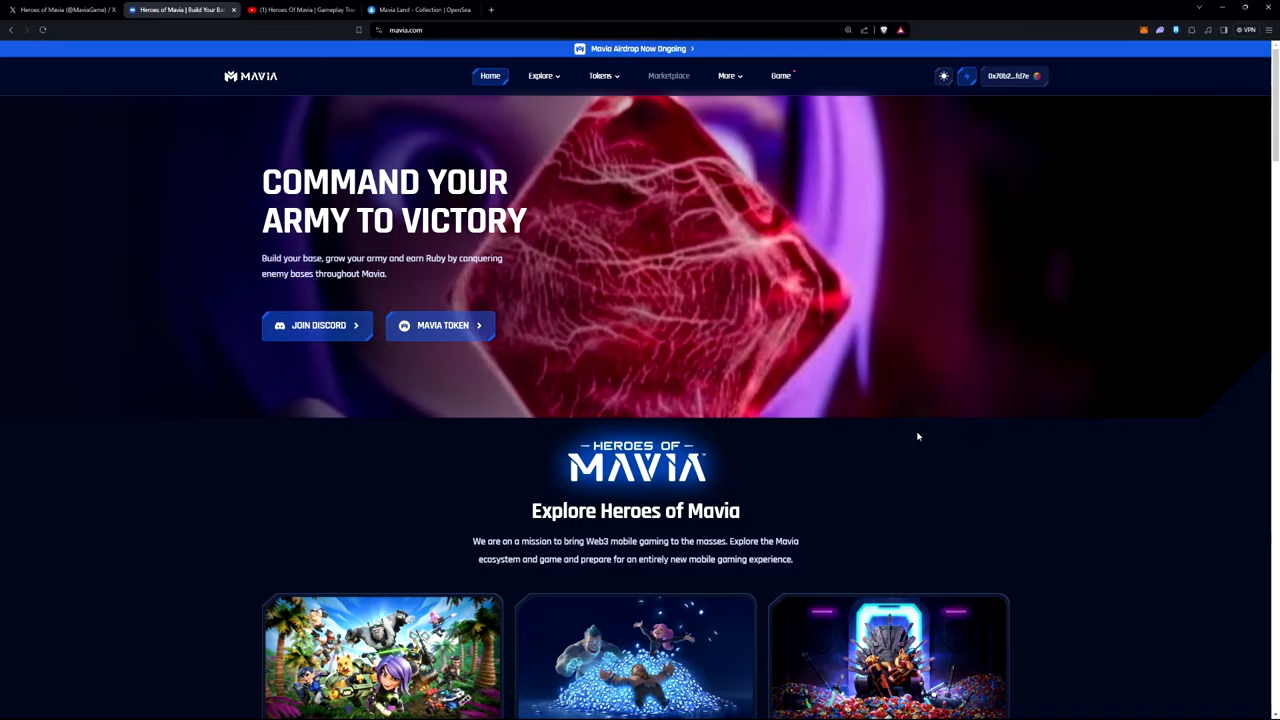 Heroes of Mavia (@MaviaGame) / X
Heroes of Mavia | Build Your Ba
(1) Heroes Of Mavia | Gameplay Trai
Mavia Land - Collection | OpenSea
mavia.com
VPN
Mavia Airdrop Now Ongoing
MAVIA
Home
Explore
Tokens
Marketplace
More
Game
0x70b2...fd7e
COMMAND YOUR
ARMY TO VICTORY
Build your base, grow your army and earn Ruby by conquering
enemy bases throughout Mavia.
JOIN DISCORD
MAVIA TOKEN
HEROES OF
MAVIA™
Explore Heroes of Mavia
We are on a mission to bring Web3 mobile gaming to the masses. Explore the Mavia
ecosystem and game and prepare for an entirely new mobile gaming experience.